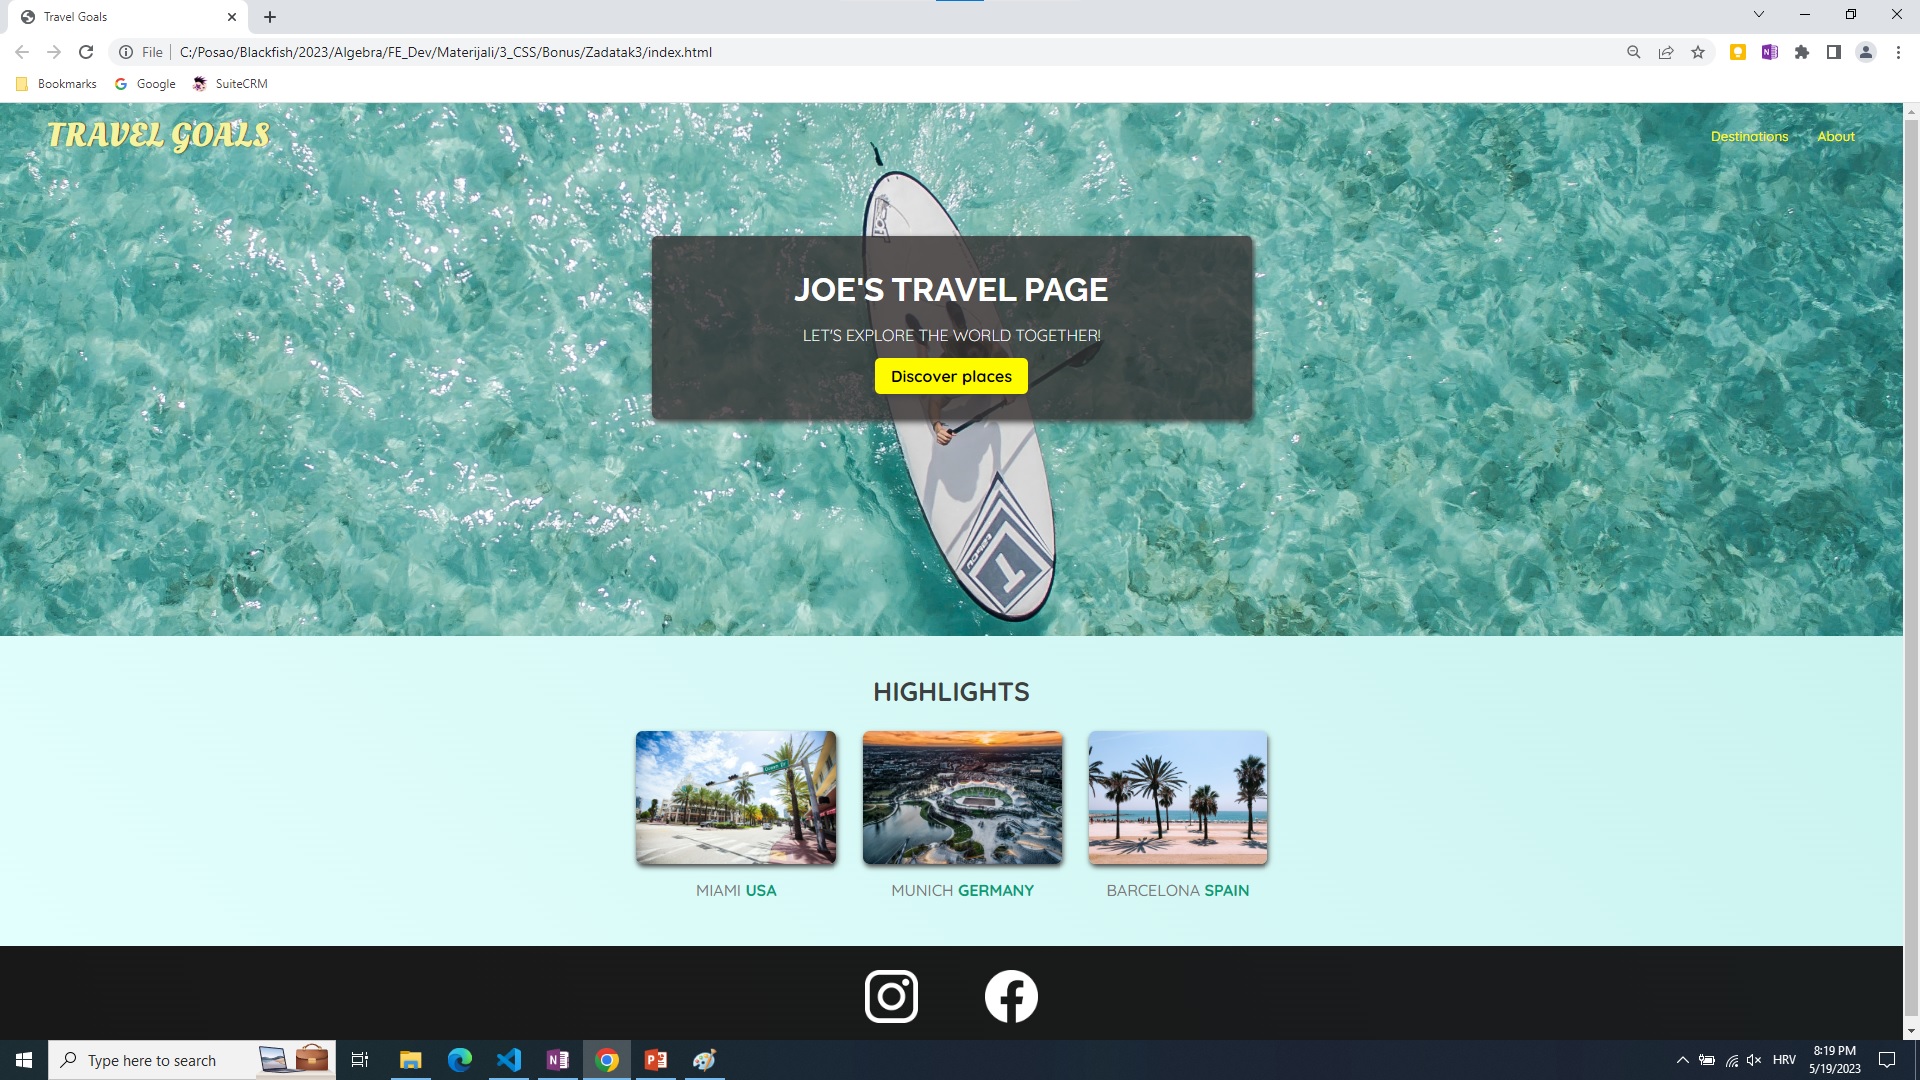 Travel Goals
File
C:/Posao/Blackfish/2023/Algebra/FE_Dev/Materijali/3_CSS/Bonus/Zadatak3/index.html
Bookmarks
Google
SuiteCRM
TRAVEL GOALS
Destinations
About
JOE'S TRAVEL PAGE
LET'S EXPLORE THE WORLD TOGETHER!
Discover places
HIGHLIGHTS
MIAMI USA
MUNICH GERMANY
BARCELONA SPAIN
Type here to search
HRV
8:19 PM
5/19/2023